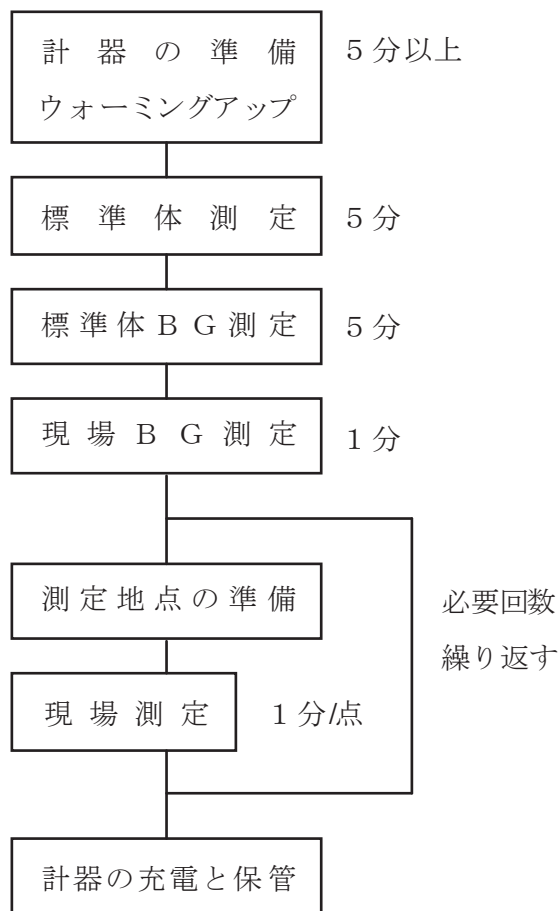 計器の準備
ウォーミングアップ
５分以上
標準体測定
５分
標準体ＢＧ測定
５分
現場ＢＧ測定
１分
測定地点の準備
現場測定
１分/点
必要回数
繰り返す
計器の充電と保管